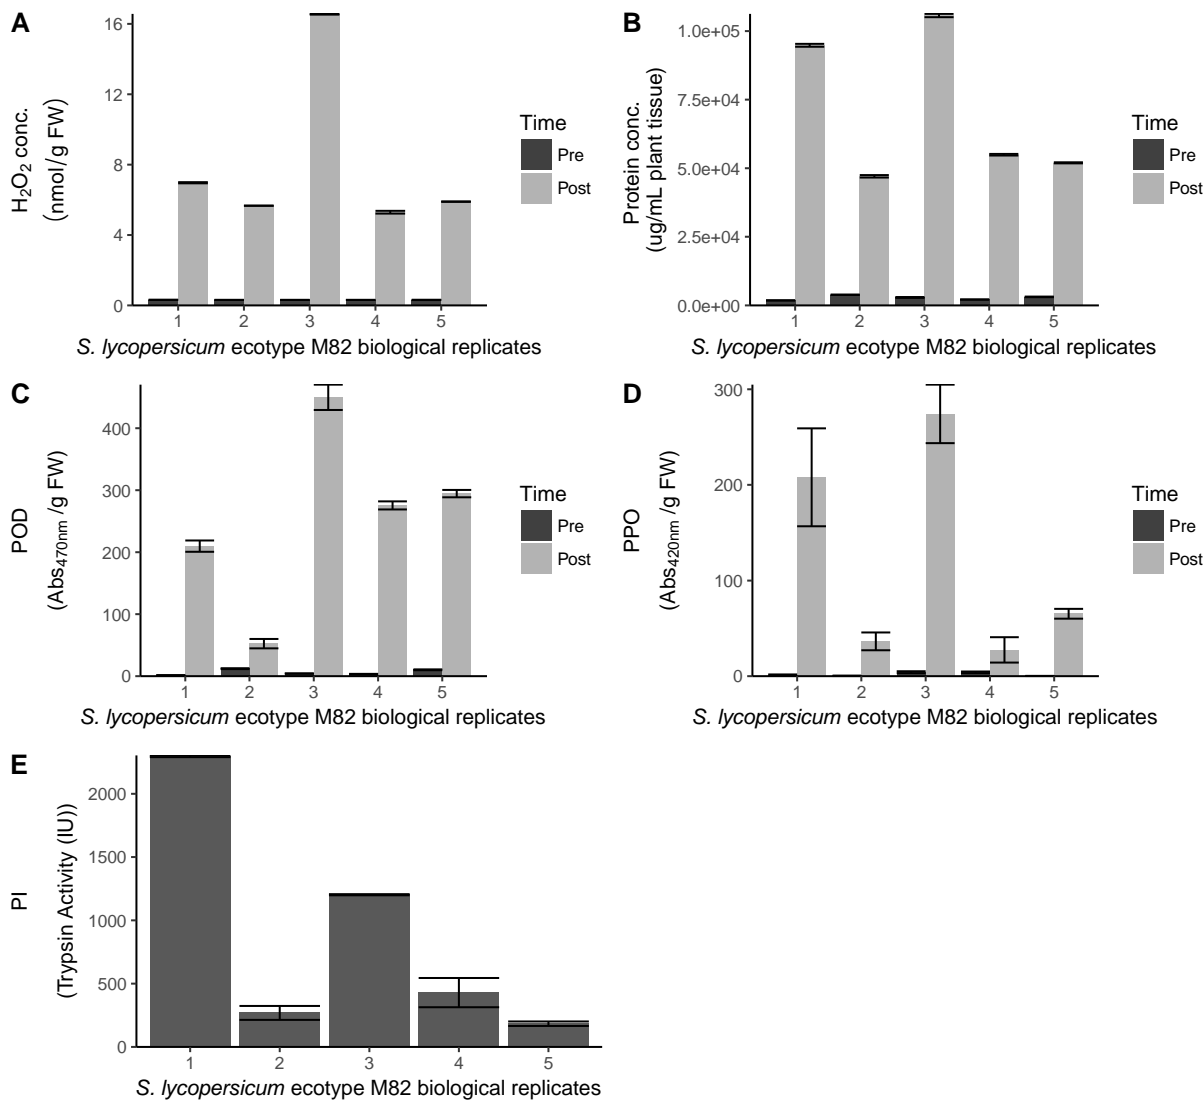 A
H₂O₂ conc.
(nmol/g FW)
16
12
8
4
0
1 2 3 4 5
S. lycopersicum ecotype M82 biological replicates
Time
Pre
Post
B
Protein conc.
(ug/mL plant tissue)
1.0e+05
7.5e+04
5.0e+04
2.5e+04
0.0e+00
1 2 3 4 5
S. lycopersicum ecotype M82 biological replicates
Time
Pre
Post
C
POD
(Abs470nm /g FW)
400
300
200
100
0
1 2 3 4 5
S. lycopersicum ecotype M82 biological replicates
Time
Pre
Post
D
PPO
(Abs420nm /g FW)
300
200
100
0
1 2 3 4 5
S. lycopersicum ecotype M82 biological replicates
Time
Pre
Post
E
PI
(Trypsin Activity (IU))
2000
1500
1000
500
0
1 2 3 4 5
S. lycopersicum ecotype M82 biological replicates